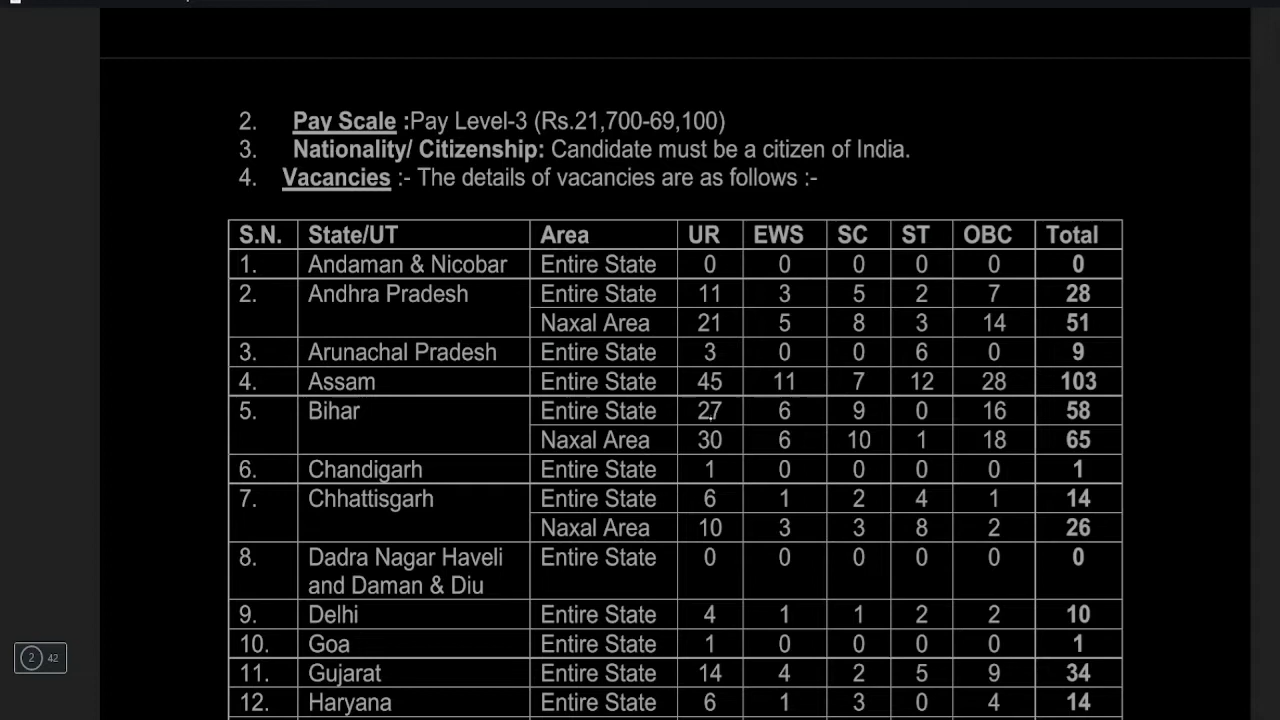 2. Pay Scale :Pay Level-3 (Rs.21,700-69,100)
3. Nationality/ Citizenship: Candidate must be a citizen of India.
4. Vacancies :- The details of vacancies are as follows :-
S.N. State/UT Area UR EWS SC ST OBC Total
1. Andaman & Nicobar Entire State 0 0 0 0 0 0
2. Andhra Pradesh Entire State 11 3 5 2 7 28
Naxal Area 21 5 8 3 14 51
3. Arunachal Pradesh Entire State 3 0 0 6 0 9
4. Assam Entire State 45 11 7 12 28 103
5. Bihar Entire State 27 6 9 0 16 58
Naxal Area 30 6 10 1 18 65
6. Chandigarh Entire State 1 0 0 0 0 1
7. Chhattisgarh Entire State 6 1 2 4 1 14
Naxal Area 10 3 3 8 2 26
8. Dadra Nagar Haveli Entire State 0 0 0 0 0 0
and Daman & Diu
9. Delhi Entire State 4 1 1 2 2 10
10. Goa Entire State 1 0 0 0 0 1
11. Gujarat Entire State 14 4 2 5 9 34
12. Haryana Entire State 6 1 3 0 4 14
2 42